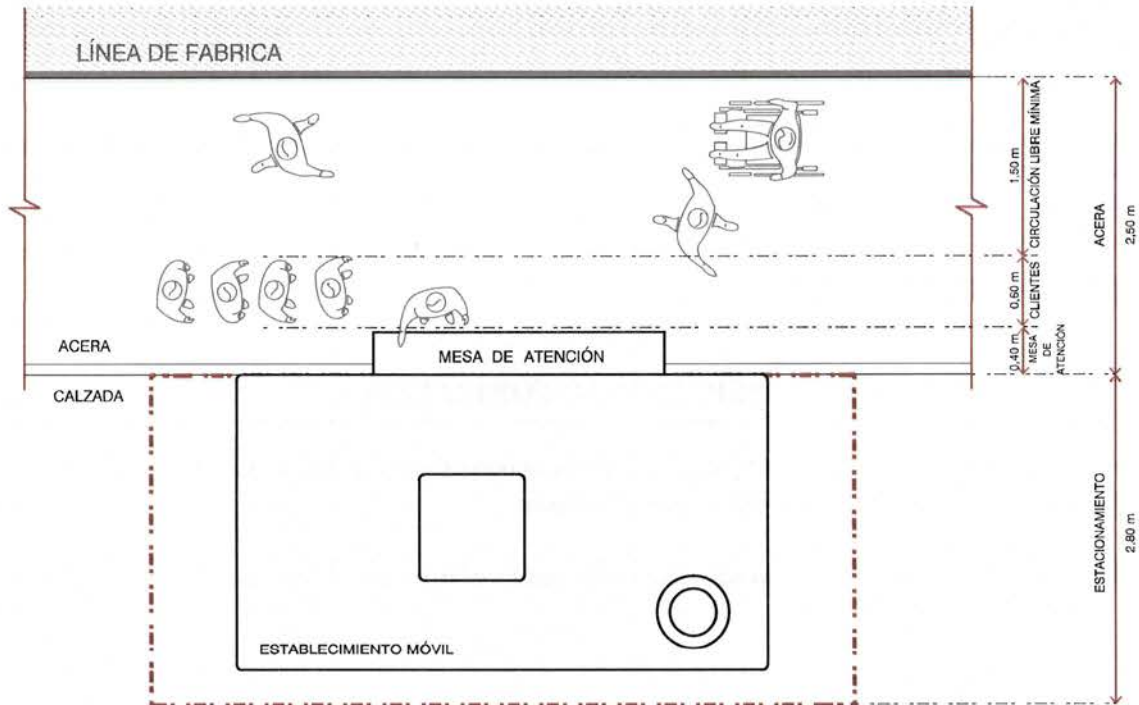 LÍNEA DE FABRICA
1.50 m
CIRCULACIÓN LIBRE MÍNIMA
0,60 m
CLIENTES
0.40 m
MESA
DE
ATENCIÓN
ACERA
2,50 m
ACERA
MESA DE ATENCIÓN
CALZADA
ESTABLECIMIENTO MÓVIL
ESTACIONAMIENTO
2.80 m